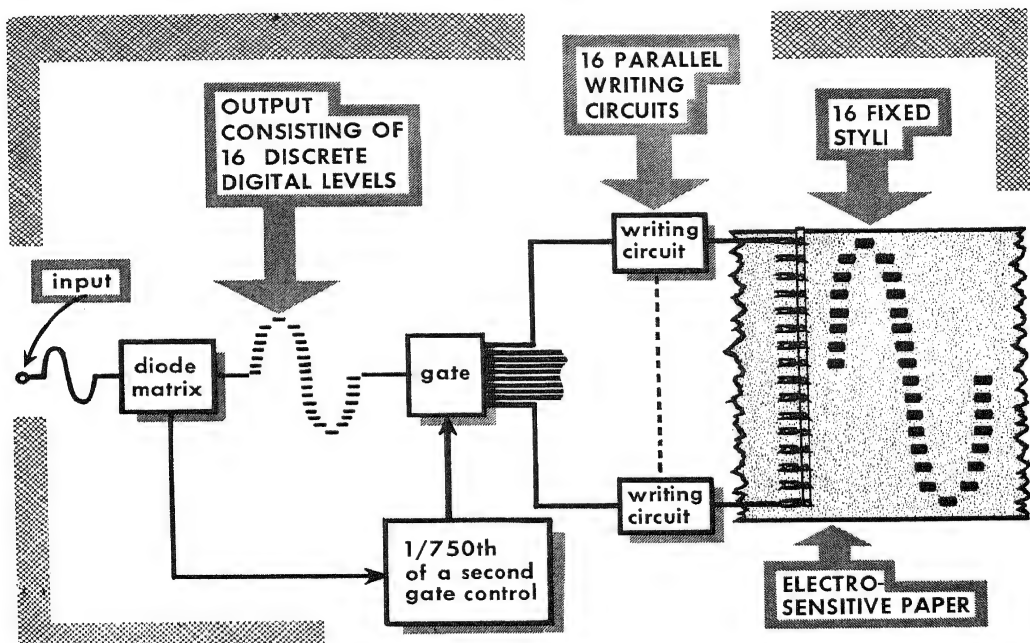 OUTPUT
CONSISTING OF
16 DISCRETE
DIGITAL LEVELS
16 PARALLEL
WRITING
CIRCUITS
16 FIXED
STYLI
input
diode
matrix
gate
writing
circuit
writing
circuit
1/750th
of a second
gate control
ELECTRO-
SENSITIVE PAPER